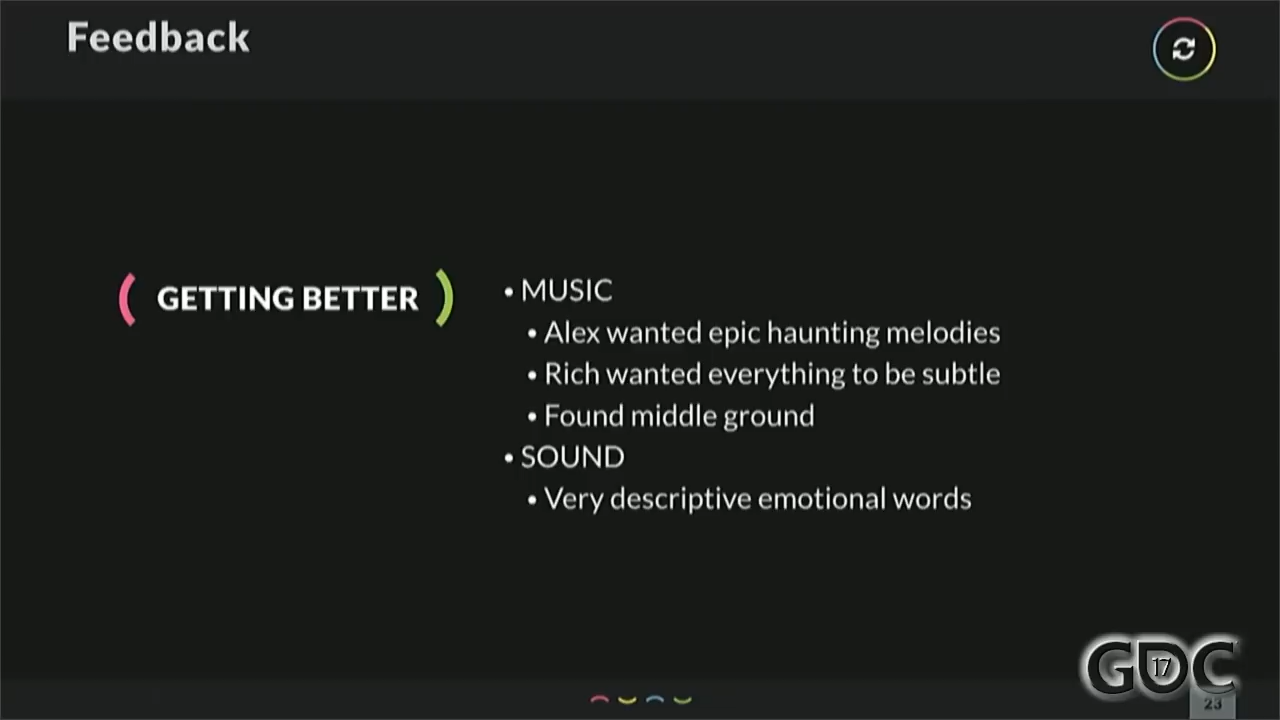 Feedback
GETTING BETTER
• MUSIC
• Alex wanted epic haunting melodies
• Rich wanted everything to be subtle
• Found middle ground
• SOUND
• Very descriptive emotional words
GDC
17
23